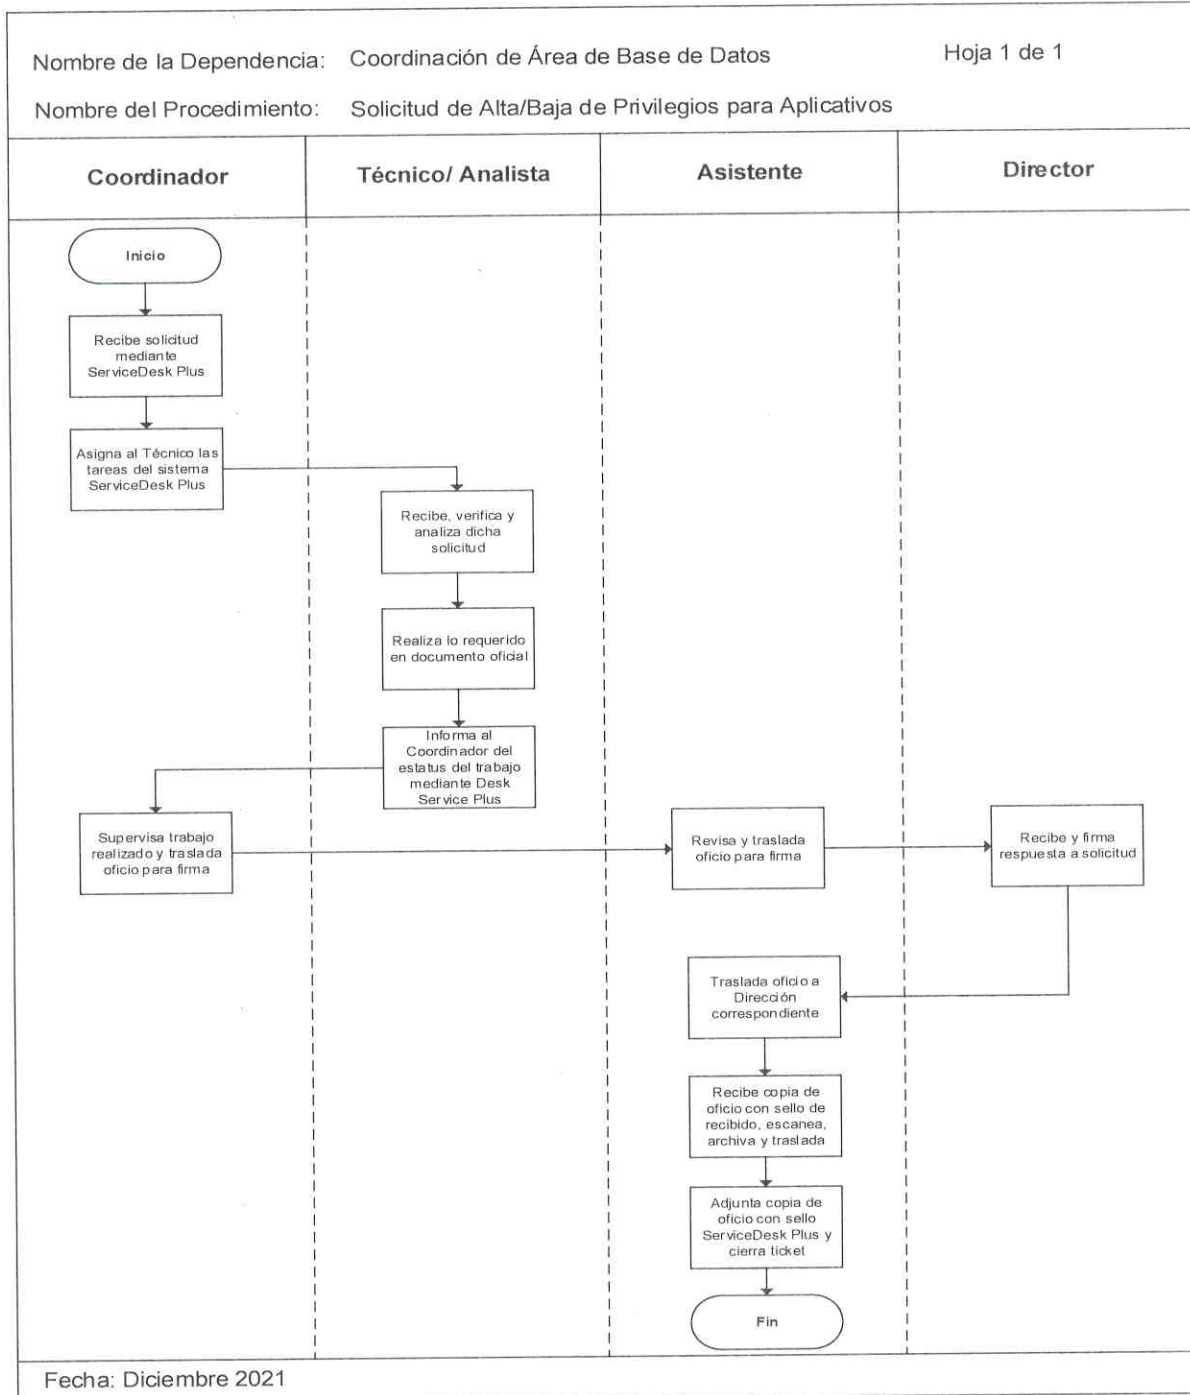 Nombre de la Dependencia: Coordinación de Área de Base de Datos Hoja 1 de 1
Nombre del Procedimiento: Solicitud de Alta/Baja de Privilegios para Aplicativos
Coordinador
Técnico/ Analista
Asistente
Director
Inicio
Recibe solicitud
mediante
ServiceDesk Plus
Asigna al Técnico las
tareas del sistema
ServiceDesk Plus
Recibe, verifica y
analiza dicha
solicitud
Realiza lo requerido
en documento oficial
Informa al
Coordinador del
estatus del trabajo
mediante Desk
Service Plus
Supervisa trabajo
realizado y traslada
oficio para firma
Revisa y traslada
oficio para firma
Recibe y firma
respuesta a solicitud
Traslada oficio a
Dirección
correspondiente
Recibe copia de
oficio con sello de
recibido, escanea,
archiva y traslada
Adjunta copia de
oficio con sello
ServiceDesk Plus y
cierra ticket
Fin
Fecha: Diciembre 2021